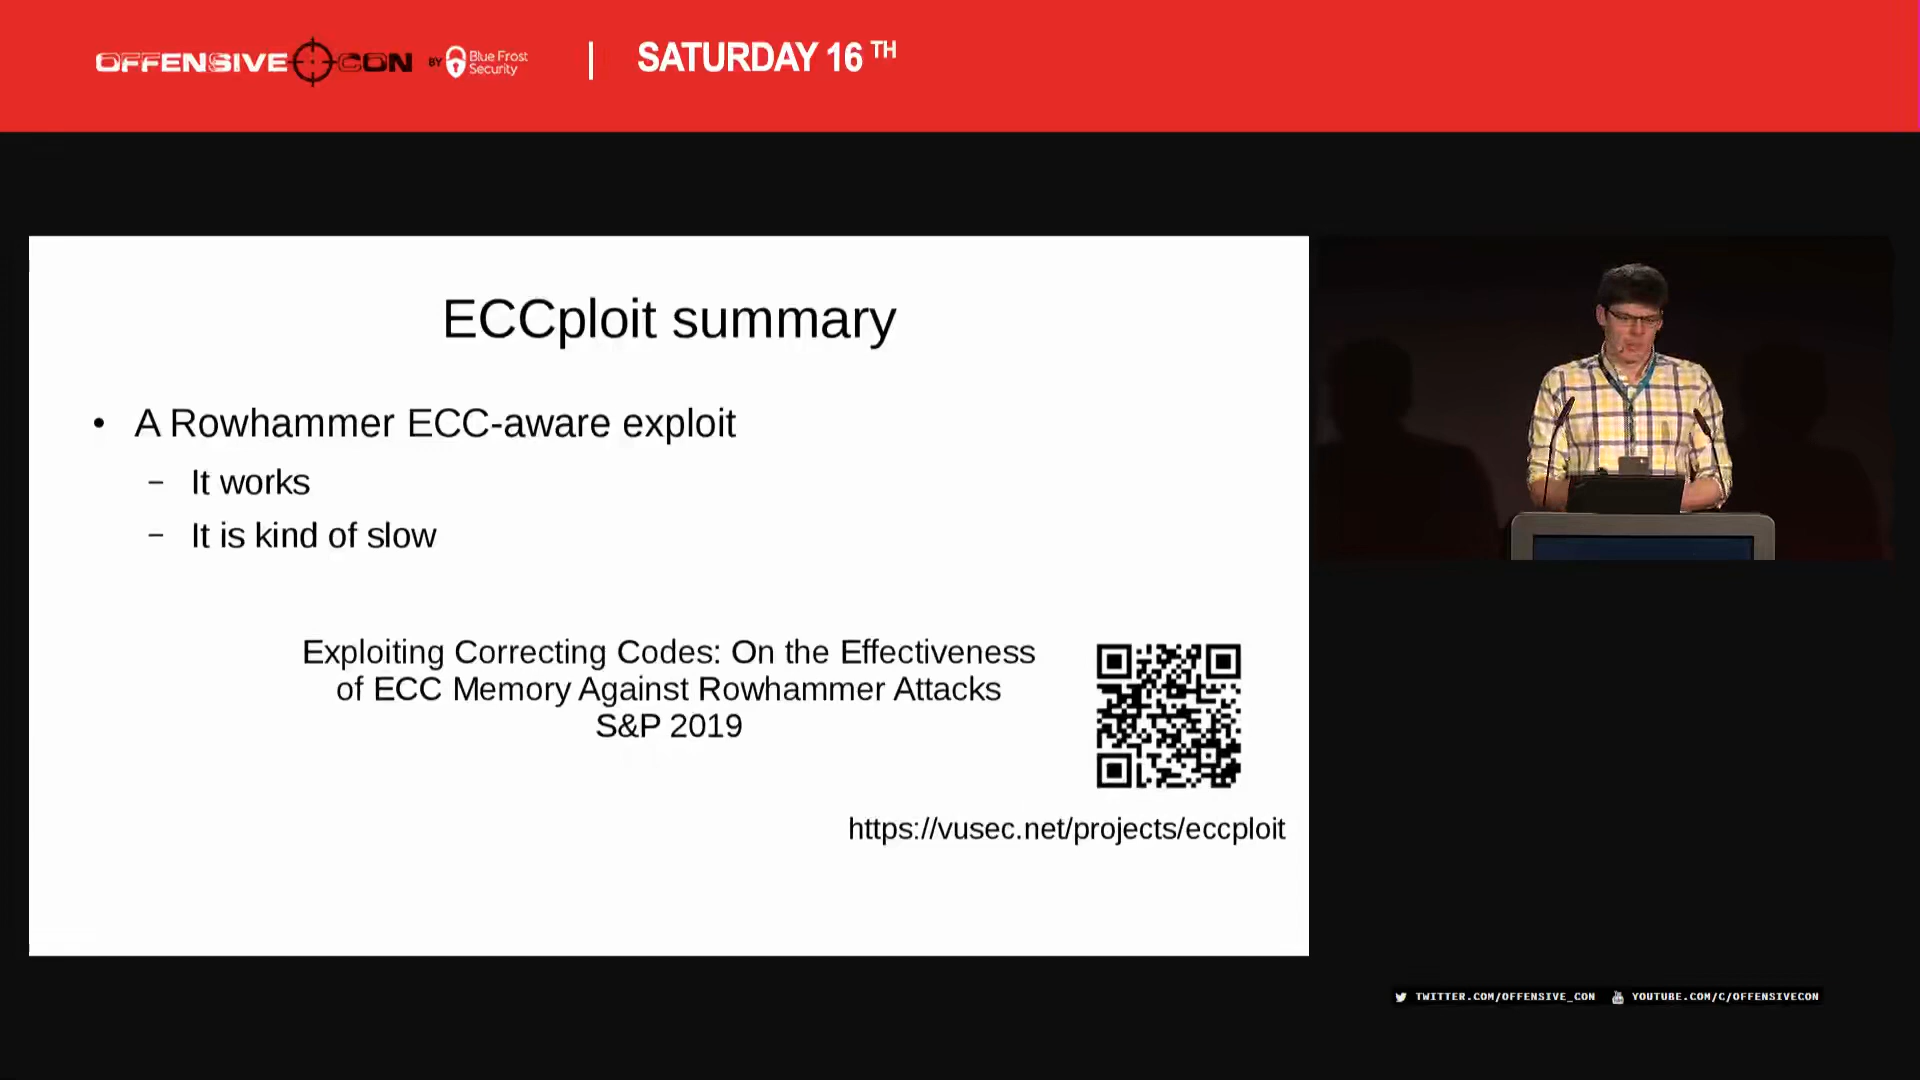 OFFENSIVE CON BY Blue Frost Security | SATURDAY 16 TH
ECCploit summary
• A Rowhammer ECC-aware exploit
– It works
– It is kind of slow
Exploiting Correcting Codes: On the Effectiveness
of ECC Memory Against Rowhammer Attacks
S&P 2019
https://vusec.net/projects/eccploit
TWITTER.COM/OFFENSIVE_CON YOUTUBE.COM/C/OFFENSIVECON